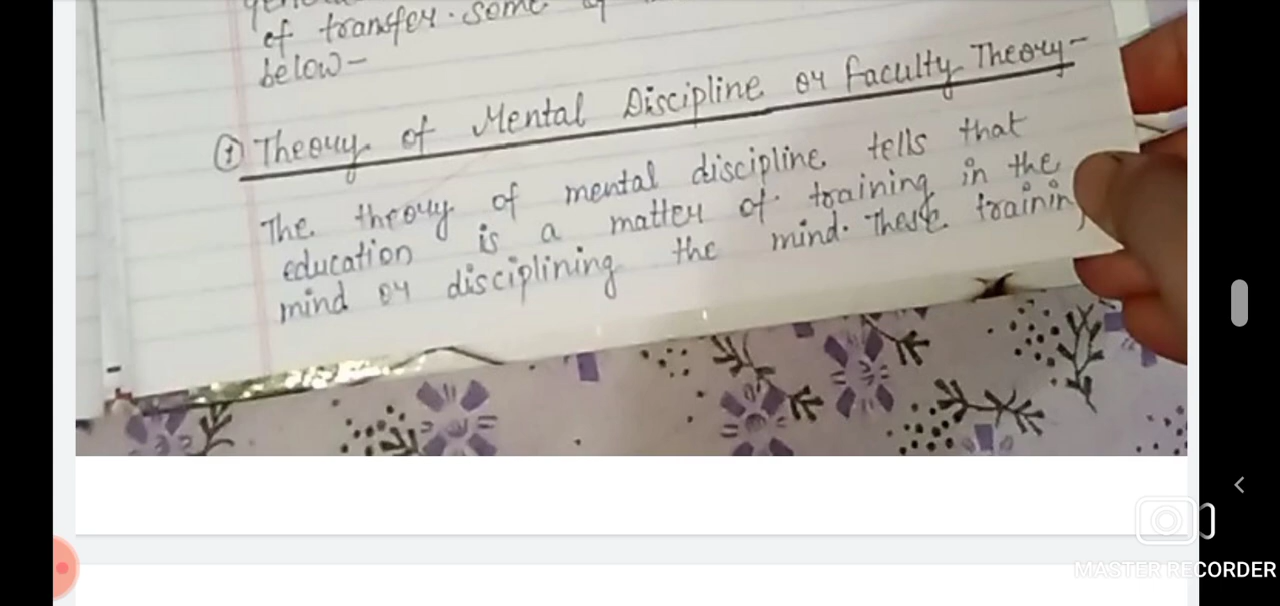 of transfer. Some
below-
① Theory of Mental Discipline or Faculty Theory-
The theory of mental discipline tells that
education is a matter of training in the
mind or disciplining the mind. These trainin
MASTER RECORDER